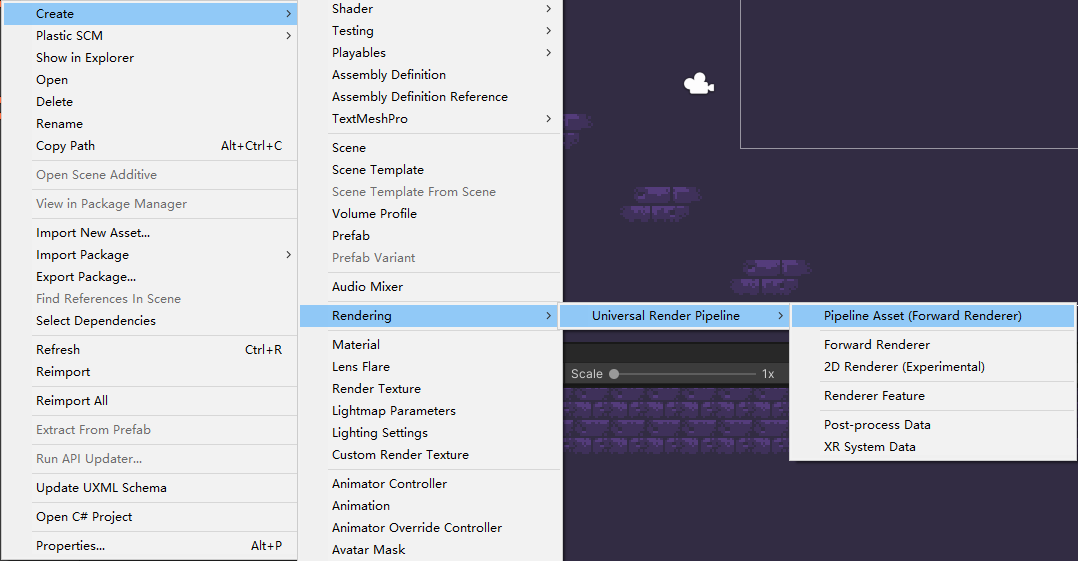 Create
Plastic SCM
Show in Explorer
Open
Delete
Rename
Copy Path Alt+Ctrl+C
Open Scene Additive
View in Package Manager
Import New Asset...
Import Package
Export Package...
Find References In Scene
Select Dependencies
Refresh Ctrl+R
Reimport
Reimport All
Extract From Prefab
Run API Updater...
Update UXML Schema
Open C# Project
Properties... Alt+P
Shader
Testing
Playables
Assembly Definition
Assembly Definition Reference
TextMeshPro
Scene
Scene Template
Scene Template From Scene
Volume Profile
Prefab
Prefab Variant
Audio Mixer
Rendering
Material
Lens Flare
Render Texture
Lightmap Parameters
Lighting Settings
Custom Render Texture
Animator Controller
Animation
Animator Override Controller
Avatar Mask
Universal Render Pipeline
Scale 1x
Pipeline Asset (Forward Renderer)
Forward Renderer
2D Renderer (Experimental)
Renderer Feature
Post-process Data
XR System Data